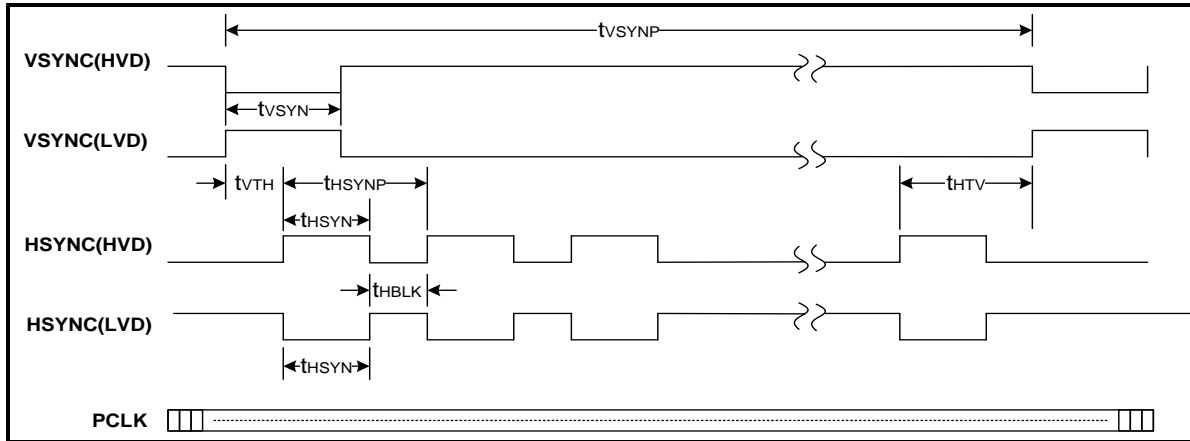 tVSYNP
VSYNC(HVD)
tVSYN
VSYNC(LVD)
tVTH tHSYNP tHTV
tHSYN
HSYNC(HVD)
tHBLK
HSYNC(LVD)
tHSYN
PCLK